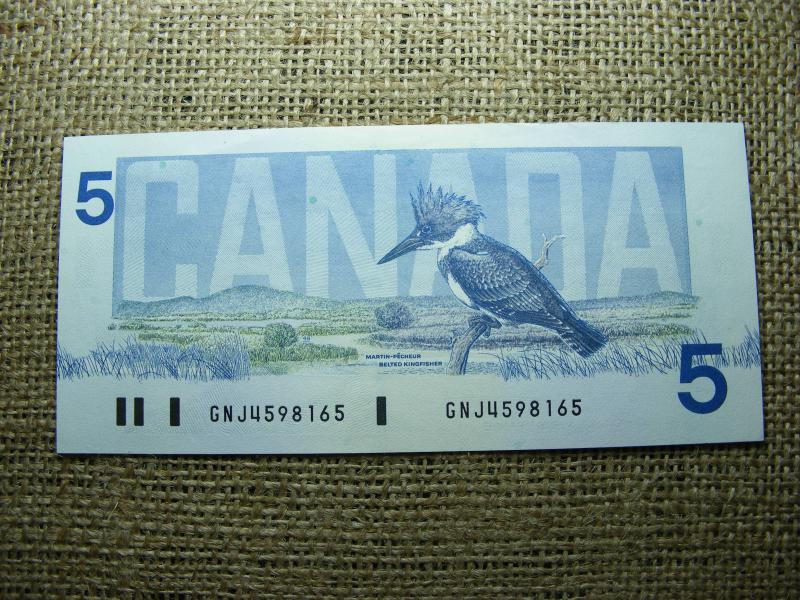 5
CANADA
MARTIN-PÊCHEUR
BELTED KINGFISHER
5
GNJ4598165 GNJ4598165